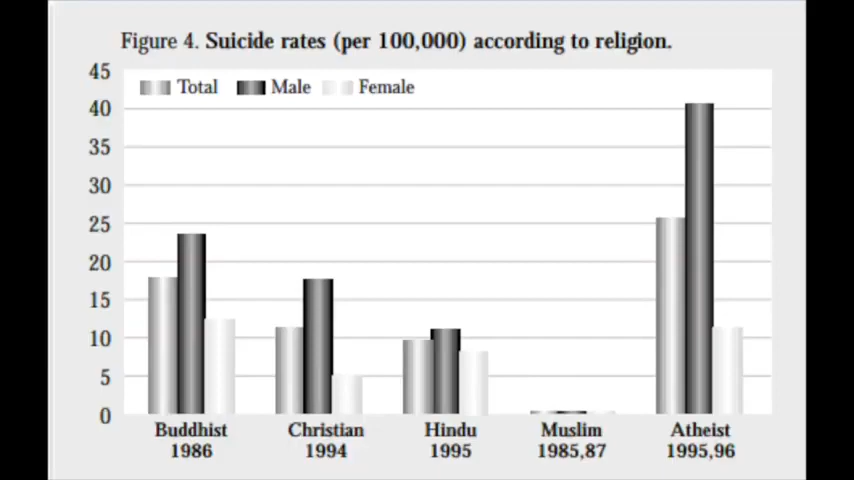 Figure 4. Suicide rates (per 100,000) according to religion.
45
Total Male Female
40
35
30
25
20
15
10
5
0
Buddhist Christian Hindu Muslim Atheist
1986 1994 1995 1985,87 1995,96